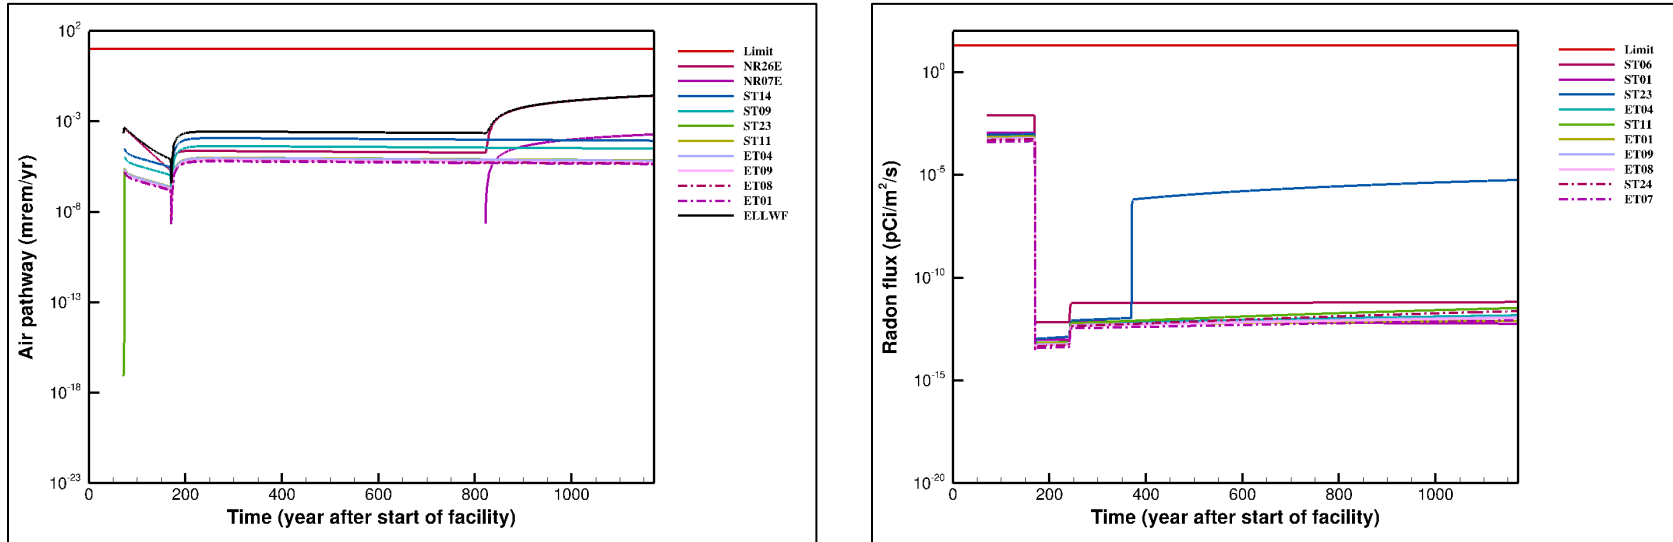 10^2
10^-3
10^-8
10^-13
10^-18
10^-23
Air pathway (mrem/yr)
0
200
400
600
800
1000
Time (year after start of facility)
Limit
NR26E
NR07E
ST14
ST09
ST23
ST11
ET04
ET09
ET08
ET01
ELLWF
10^0
10^-5
10^-10
10^-15
10^-20
Radon flux (pCi/m^2/s)
0
200
400
600
800
1000
Time (year after start of facility)
Limit
ST06
ST01
ST23
ET04
ST11
ET01
ET09
ET08
ST24
ET07